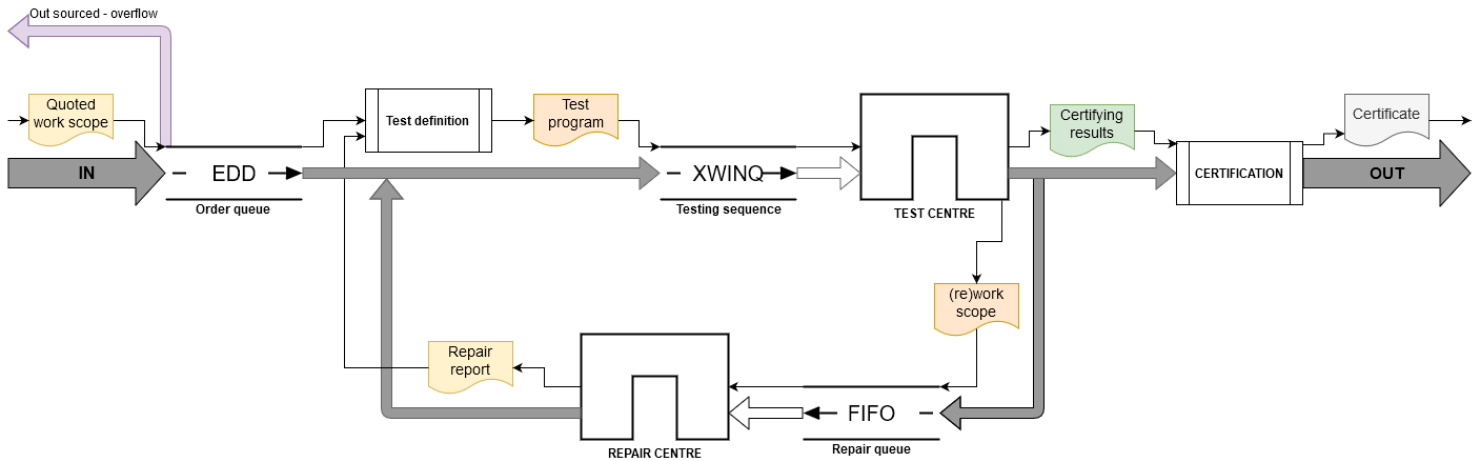 Out sourced - overflow
Quoted
work scope
Test definition
Test
program
Certifying
results
Certificate
IN
EDD
XWINQ
CERTIFICATION
OUT
Order queue
Testing sequence
TEST CENTRE
(re)work
scope
Repair
report
FIFO
REPAIR CENTRE
Repair queue